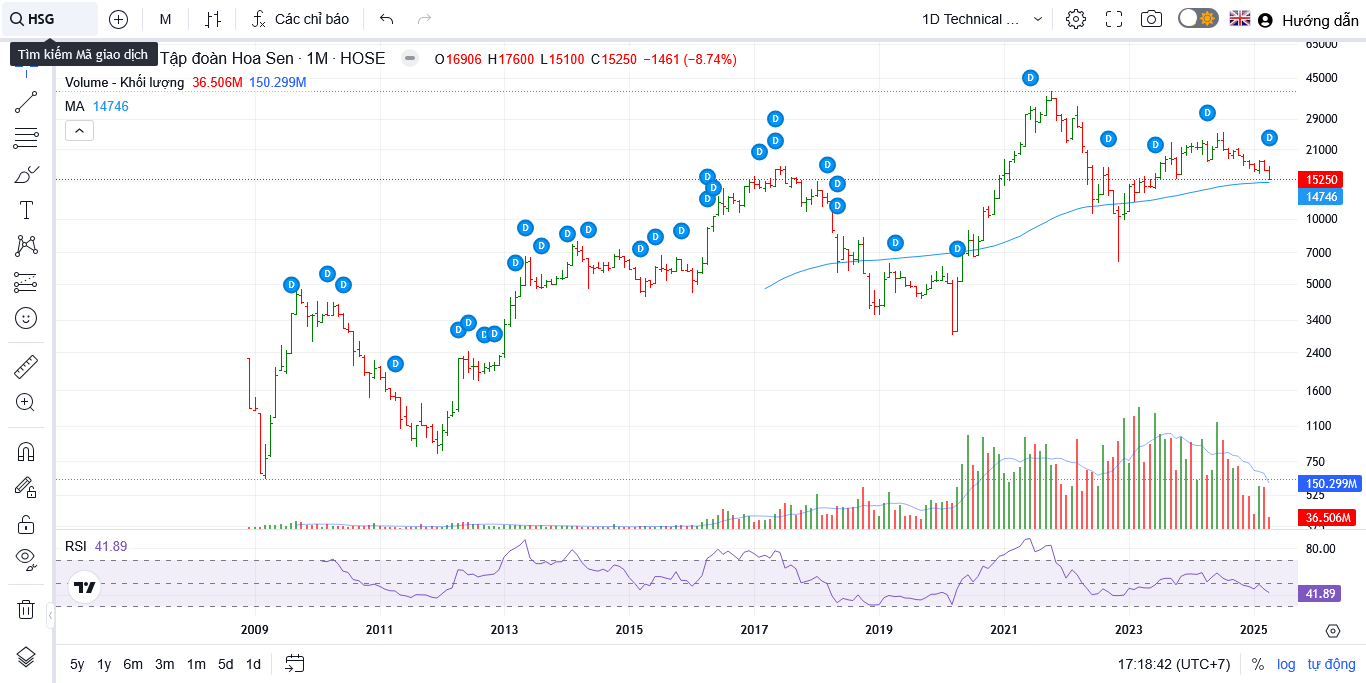 HSG
M
Các chỉ báo
1D Technical ...
Hướng dẫn
Tìm kiếm Mã giao dịch
Tập đoàn Hoa Sen · 1M · HOSE
O16906 H17600 L15100 C15250 −1461 (−8.74%)
Volume - Khối lượng 36.506M 150.299M
MA 14746
65000
45000
29000
21000
15250
14746
10000
7000
5000
3400
2400
1600
1100
750
150.299M
525
36.506M
D D D D D D D D D D D D D D D D D D D D D D D D D D D D D D D D D D D
RSI 41.89
80.00
41.89
2009 2011 2013 2015 2017 2019 2021 2023 2025
5y 1y 6m 3m 1m 5d 1d
17:18:42 (UTC+7) % log tự động